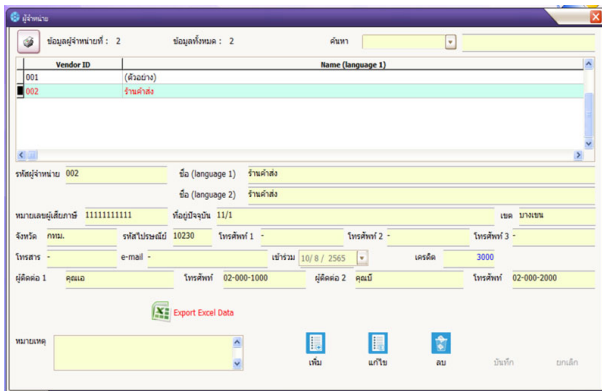 ผู้จำหน่าย
ข้อมูลผู้จำหน่ายที่ : 2 ข้อมูลทั้งหมด : 2 ค้นหา
Vendor ID Name (language 1)
001 (ตัวอย่าง)
002 ร้านค้าส่ง
รหัสผู้จำหน่าย 002 ชื่อ (language 1) ร้านค้าส่ง
ชื่อ (language 2) ร้านค้าส่ง
หมายเลขผู้เสียภาษี 11111111111 ที่อยู่ปัจจุบัน 11/1 เขต บางเขน
จังหวัด กทม. รหัสไปรษณีย์ 10230 โทรศัพท์ 1 - โทรศัพท์ 2 - โทรศัพท์ 3 -
โทรสาร - e-mail - เข้าร่วม 10/ 8 / 2565 เครดิต 3000
ผู้ติดต่อ 1 คุณเอ โทรศัพท์ 02-000-1000 ผู้ติดต่อ 2 คุณบี โทรศัพท์ 02-000-2000
Export Excel Data
หมายเหตุ
เพิ่ม แก้ไข ลบ บันทึก ยกเลิก